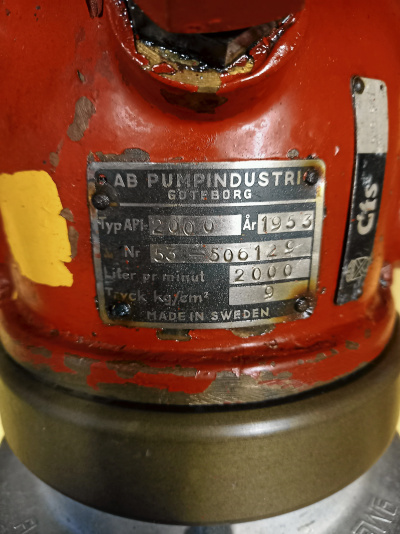 AB PUMPINDUSTRI
GÖTEBORG
Typ API- 2000 År 1953
Nr 53 - 506129
Liter pr minut 2000
Tryck kg/cm² 9
MADE IN SWEDEN
Cits